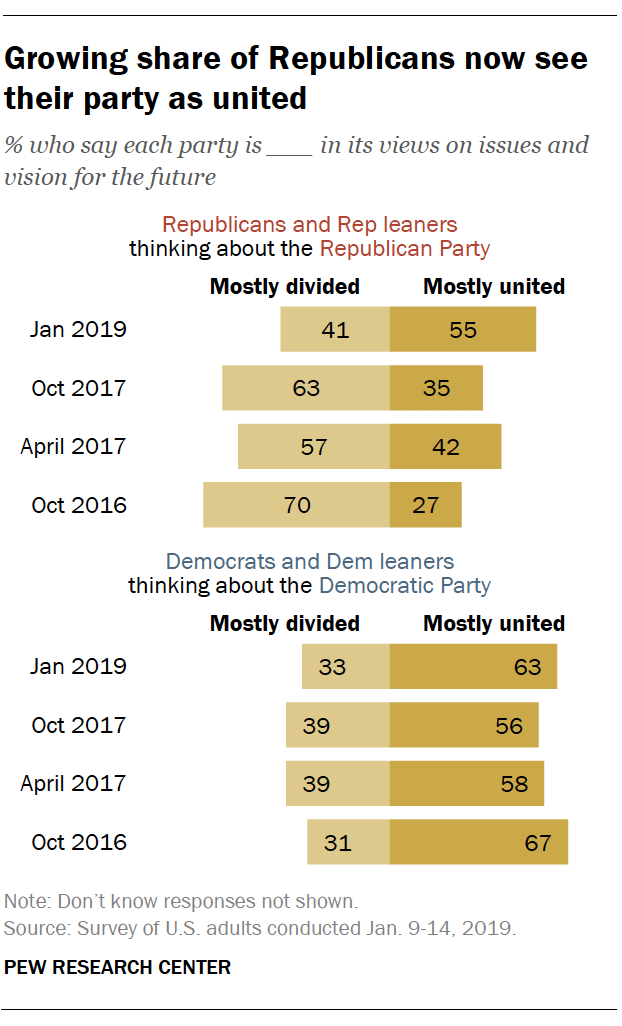 Growing share of Republicans now see
their party as united
% who say each party is ____ in its views on issues and
vision for the future
Republicans and Rep leaners
thinking about the Republican Party
Mostly divided Mostly united
Jan 2019 41 55
Oct 2017 63 35
April 2017 57 42
Oct 2016 70 27
Democrats and Dem leaners
thinking about the Democratic Party
Mostly divided Mostly united
Jan 2019 33 63
Oct 2017 39 56
April 2017 39 58
Oct 2016 31 67
Note: Don’t know responses not shown.
Source: Survey of U.S. adults conducted Jan. 9-14, 2019.
PEW RESEARCH CENTER